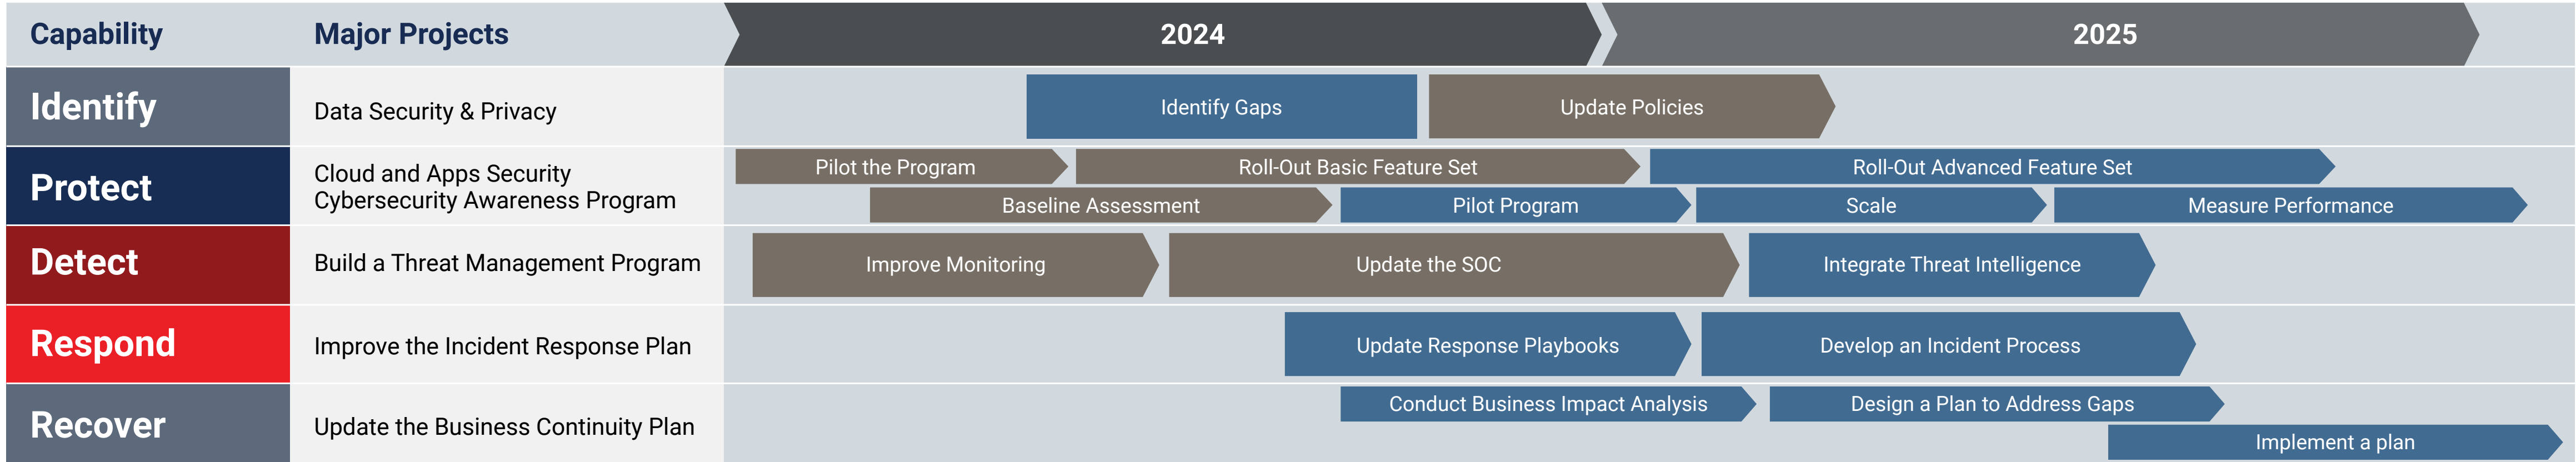 Capability
Major Projects
2024
2025
Identify
Data Security & Privacy
Identify Gaps
Update Policies
Protect
Cloud and Apps Security
Cybersecurity Awareness Program
Pilot the Program
Roll-Out Basic Feature Set
Roll-Out Advanced Feature Set
Baseline Assessment
Pilot Program
Scale
Measure Performance
Detect
Build a Threat Management Program
Improve Monitoring
Update the SOC
Integrate Threat Intelligence
Respond
Improve the Incident Response Plan
Update Response Playbooks
Develop an Incident Process
Recover
Update the Business Continuity Plan
Conduct Business Impact Analysis
Design a Plan to Address Gaps
Implement a plan